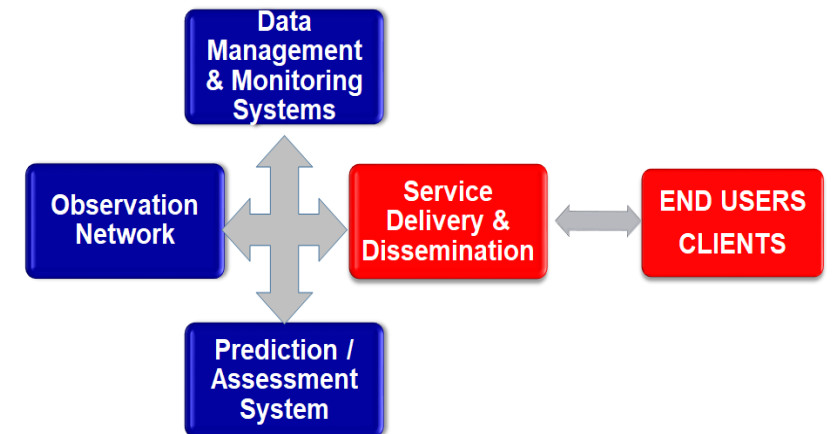 Data
Management
& Monitoring
Systems
Observation
Network
Service
Delivery &
Dissemination
END USERS
CLIENTS
Prediction /
Assessment
System